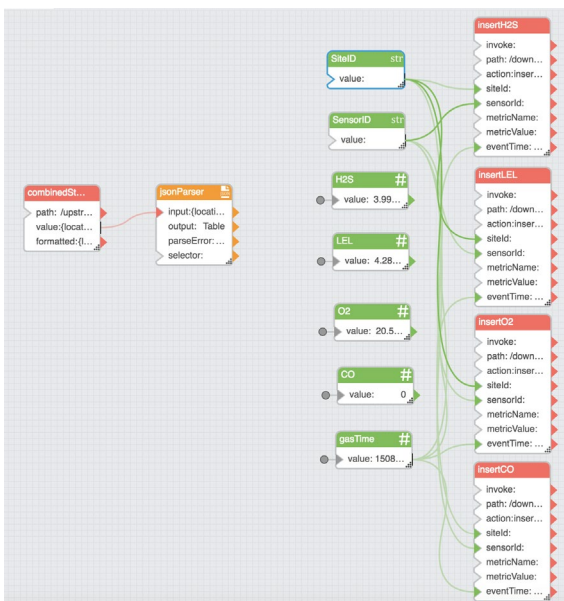 combinedSt...
path: /upstr...
value:{locat...
formatted:{l...
jsonParser
input:{locati...
output: Table
parseError: ...
selector:
SiteID str
value:
SensorID str
value:
H2S #
value: 3.99...
LEL #
value: 4.28...
O2 #
value: 20.5...
CO #
value: 0
gasTime #
value: 1508...
insertH2S
invoke:
path: /down...
action:inser...
siteId:
sensorId:
metricName:
metricValue:
eventTime: ...
insertLEL
invoke:
path: /down...
action:inser...
siteId:
sensorId:
metricName:
metricValue:
eventTime: ...
insertO2
invoke:
path: /down...
action:inser...
siteId:
sensorId:
metricName:
metricValue:
eventTime: ...
insertCO
invoke:
path: /down...
action:inser...
siteId:
sensorId:
metricName:
metricValue:
eventTime: ...